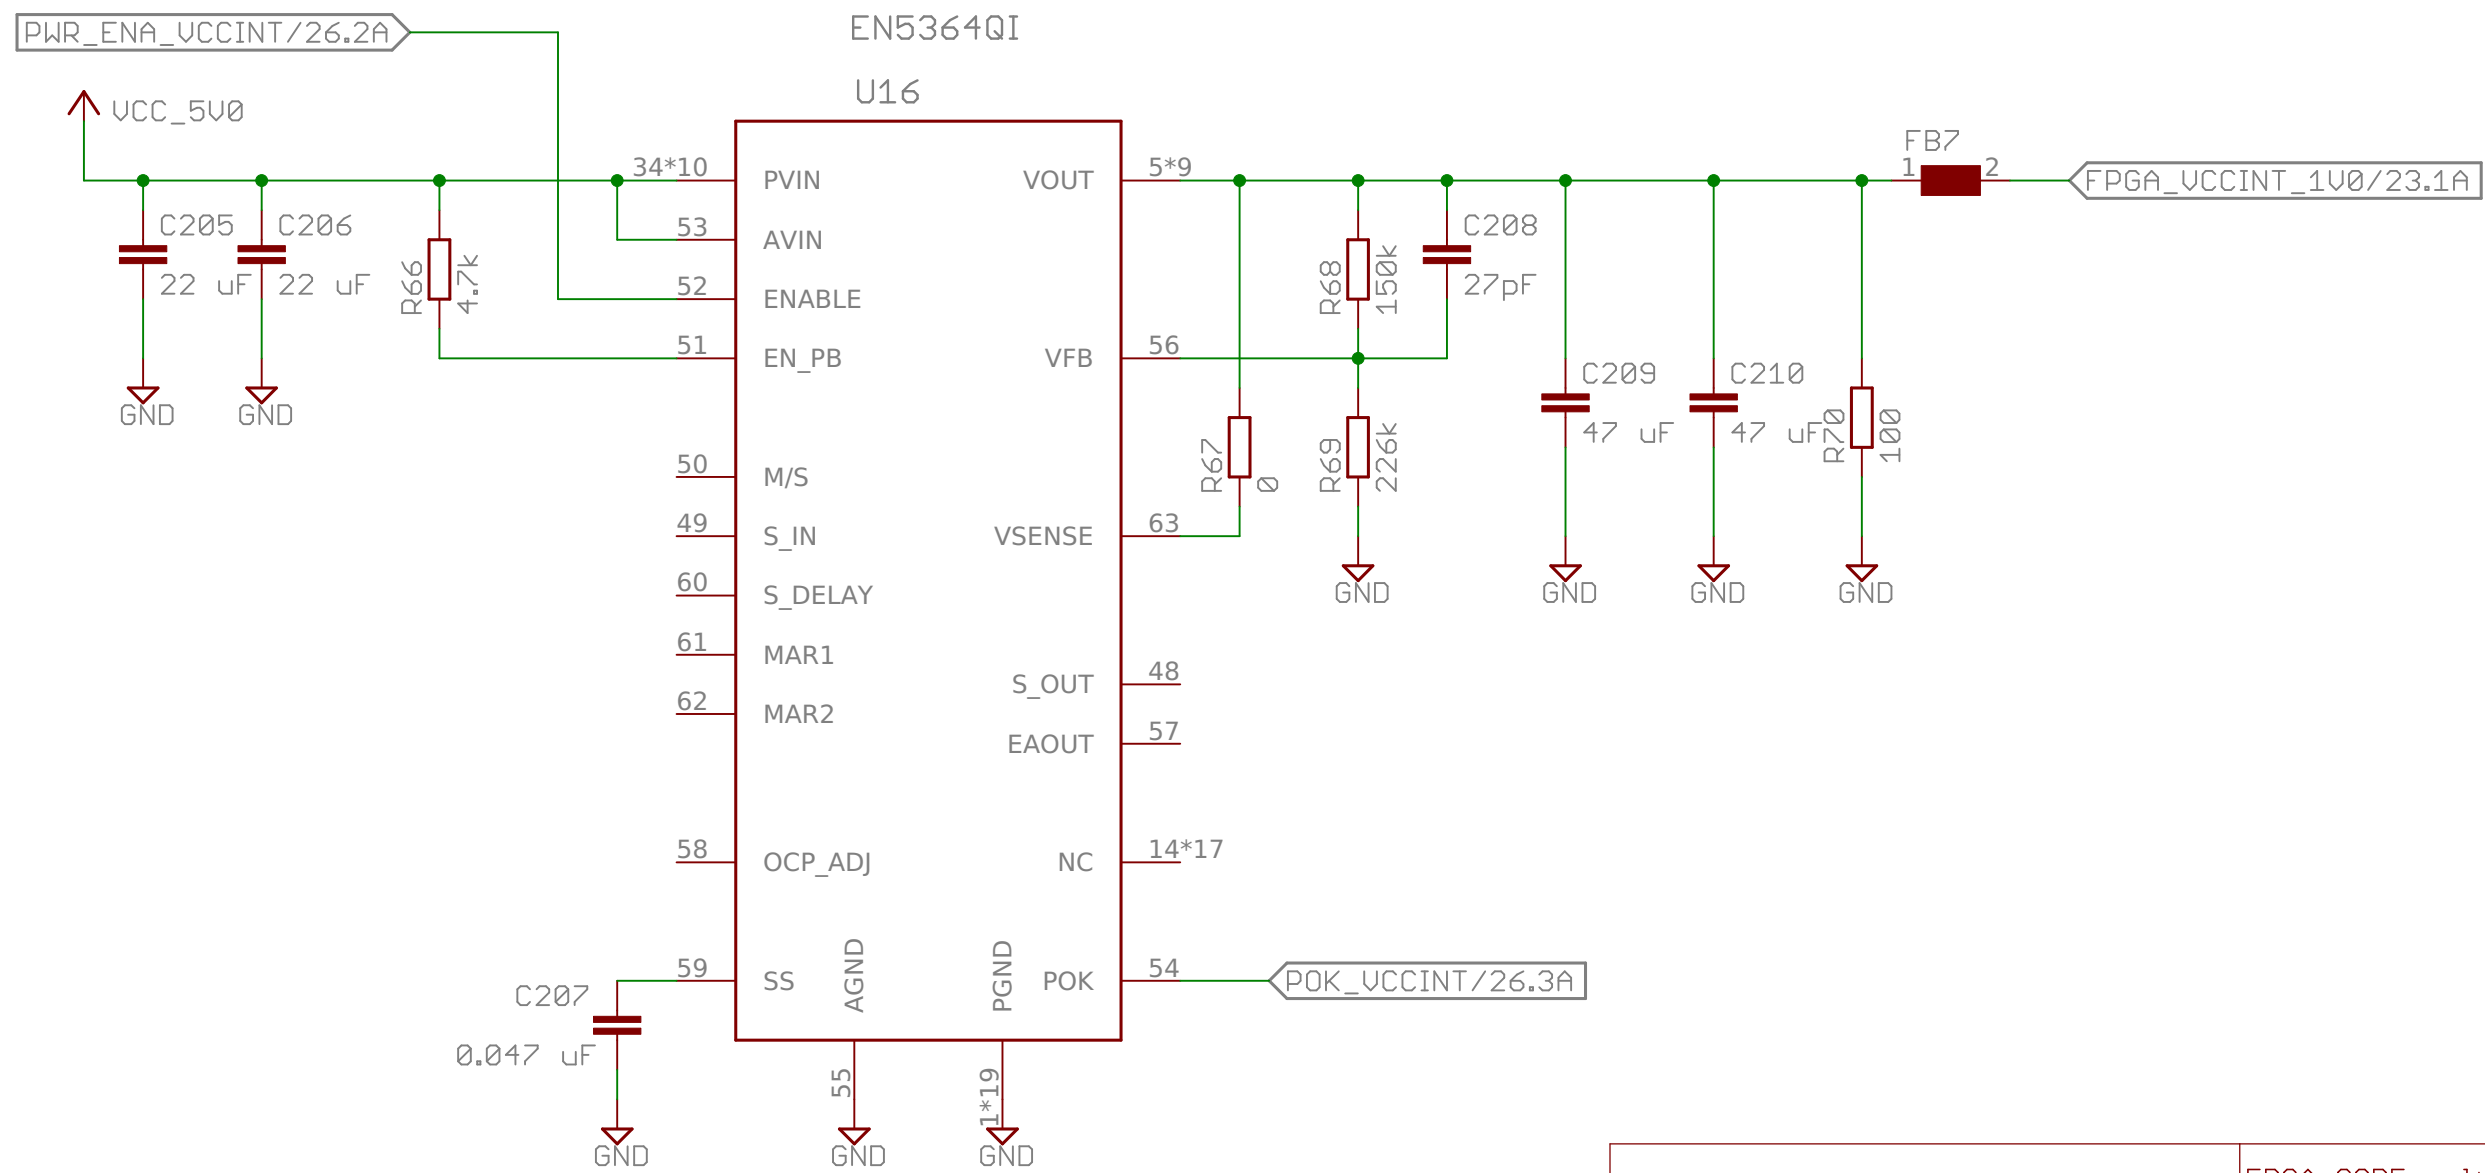 PWR_ENA_VCCINT/26.2A
EN5364QI
U16
VCC_5V0
FB7
34*10
PVIN
VOUT
5*9
1
2
FPGA_VCCINT_1V0/23.1A
C205
22 uF
C206
22 uF
R66
4.7k
53
AVIN
52
ENABLE
51
EN_PB
VFB
56
R68
150k
C208
27pF
GND
GND
50
M/S
49
S_IN
60
S_DELAY
61
MAR1
62
MAR2
R67
0
R69
226k
C209
47 uF
C210
47 uF
R70
100
VSENSE
63
GND
GND
GND
GND
S_OUT
48
EAOUT
57
58
OCP_ADJ
NC
14*17
59
SS
AGND
PGND
POK
54
POK_VCCINT/26.3A
C207
0.047 uF
55
1*19
GND
GND
GND